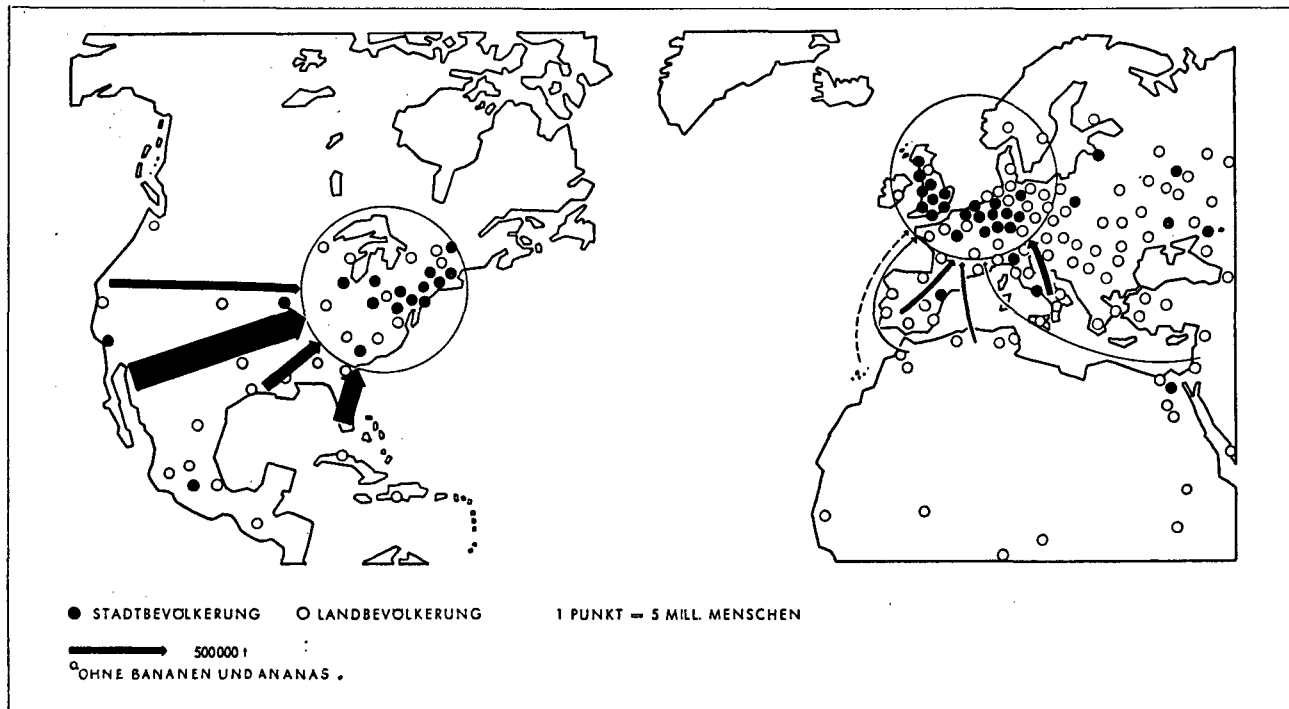 STADTBEVÖLKERUNG LANDBEVÖLKERUNG 1 PUNKT = 5 MILL. MENSCHEN
500000 t
a OHNE BANANEN UND ANANAS.